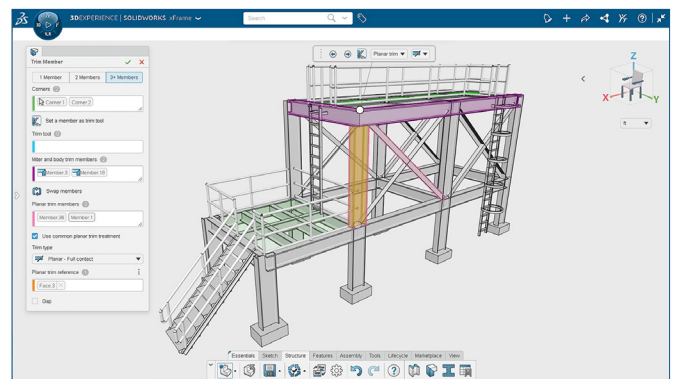 3DEXPERIENCE | SOLIDWORKS xFrame
Search
Trim Member
1 Member 2 Members 3+ Members
Corners
Corner 1 Corner 2
Set a member as trim tool
Trim tool
Miter and body trim members
Member 3 Member 19
Swap members
Planar trim members
Member 36 Member 1
Use common planar trim treatment
Trim type
Planar - Full contact
Planar trim reference
Face 3
Gap
Planar trim
Z
X
Y
ft
Essentials Sketch Structure Features Assembly Tools Lifecycle Marketplace View